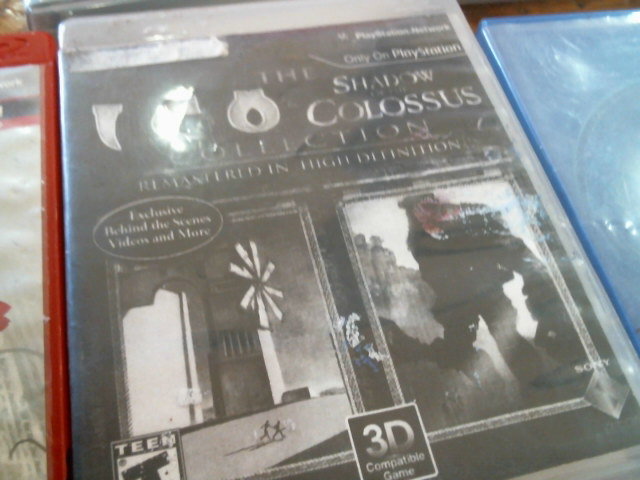 PlayStation Network
Only On PlayStation
THE
ICO
SHADOW
COLOSSUS
COLLECTION
REMASTERED IN HIGH DEFINITION
Exclusive
Behind the Scenes
Videos and More
SONY
TEEN
3D
Compatible
Game